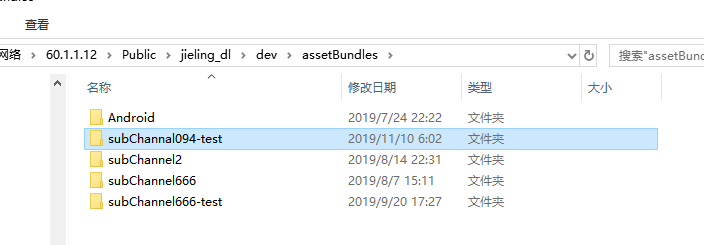 查看
网络 > 60.1.1.12 > Public > jieling_dl > dev > assetBundles >
搜索"assetBund
名称 修改日期 类型 大小
Android 2019/7/24 22:22 文件夹
subChannal094-test 2019/11/10 6:02 文件夹
subChannel2 2019/8/14 22:31 文件夹
subChannel666 2019/8/7 15:11 文件夹
subChannel666-test 2019/9/20 17:27 文件夹